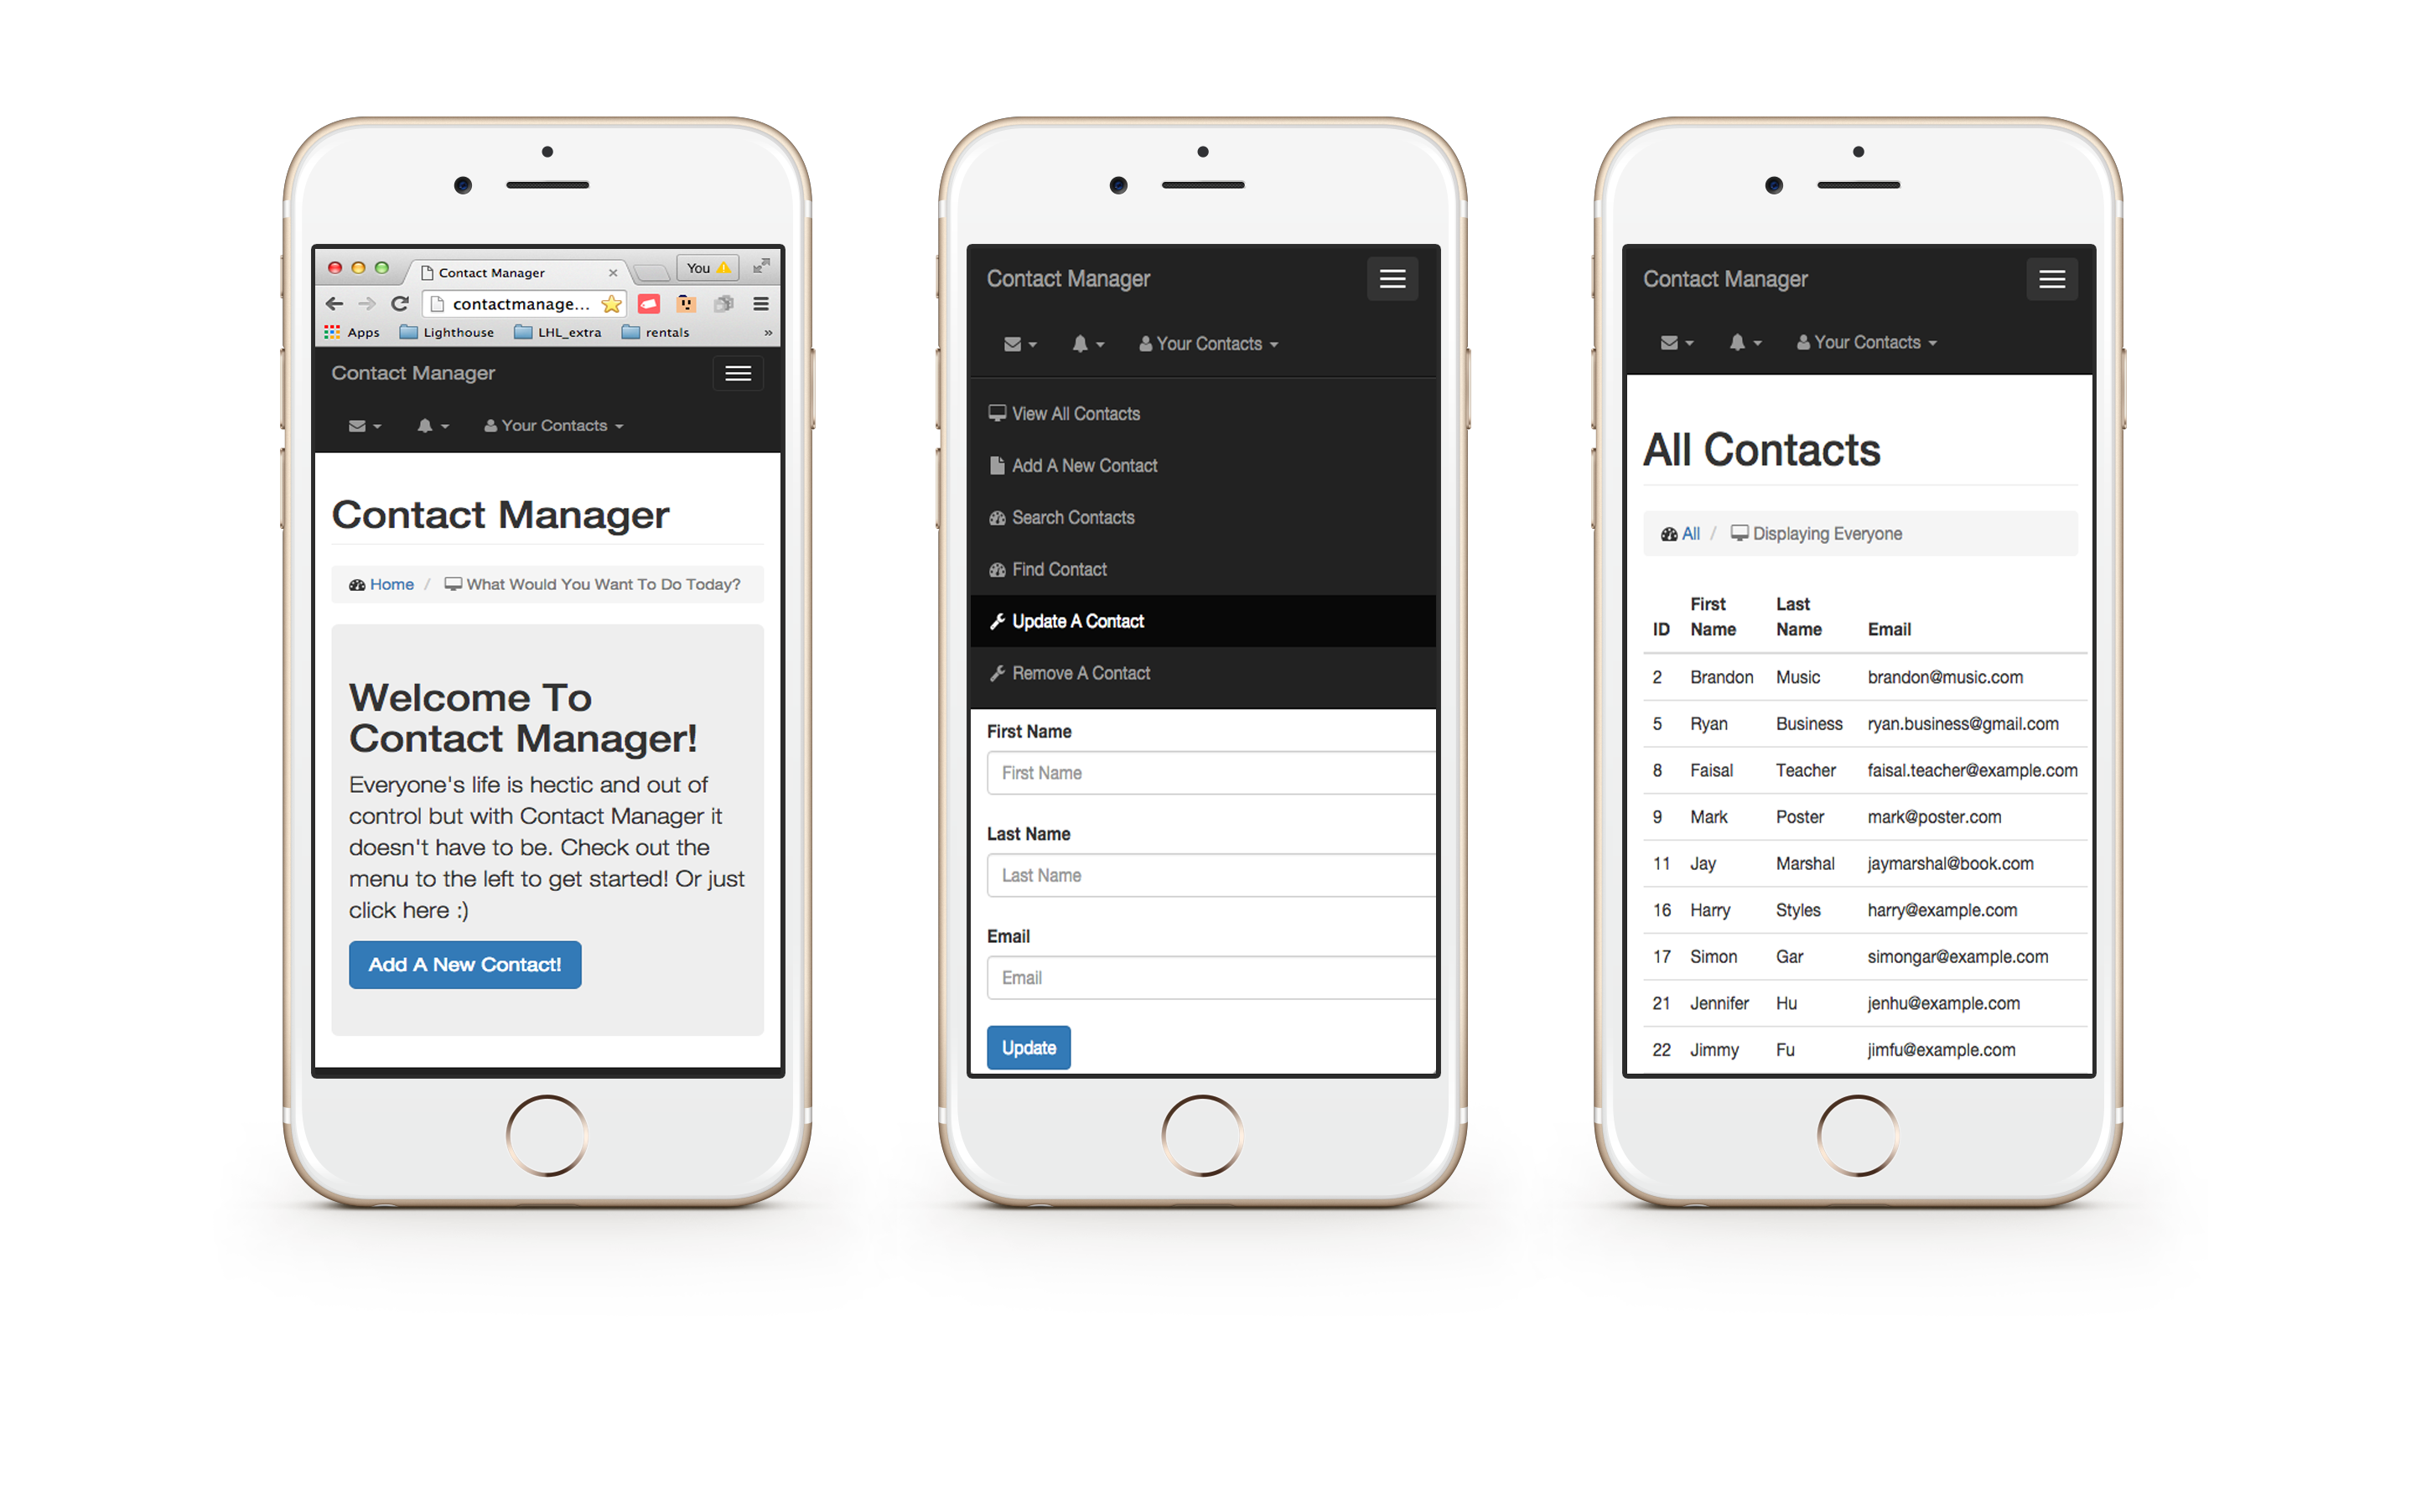 Contact Manager
You
contactmanage...
Apps Lighthouse LHL_extra rentals »
Contact Manager
Your Contacts
Contact Manager
Home / What Would You Want To Do Today?
Welcome To
Contact Manager!
Everyone's life is hectic and out of
control but with Contact Manager it
doesn't have to be. Check out the
menu to the left to get started! Or just
click here :)
Add A New Contact!
Contact Manager
Your Contacts
View All Contacts
Add A New Contact
Search Contacts
Find Contact
Update A Contact
Remove A Contact
First Name
First Name
Last Name
Last Name
Email
Email
Update
Contact Manager
Your Contacts
All Contacts
All / Displaying Everyone
ID First Name Last Name Email
2 Brandon Music brandon@music.com
5 Ryan Business ryan.business@gmail.com
8 Faisal Teacher faisal.teacher@example.com
9 Mark Poster mark@poster.com
11 Jay Marshal jaymarshal@book.com
16 Harry Styles harry@example.com
17 Simon Gar simongar@example.com
21 Jennifer Hu jenhu@example.com
22 Jimmy Fu jimfu@example.com